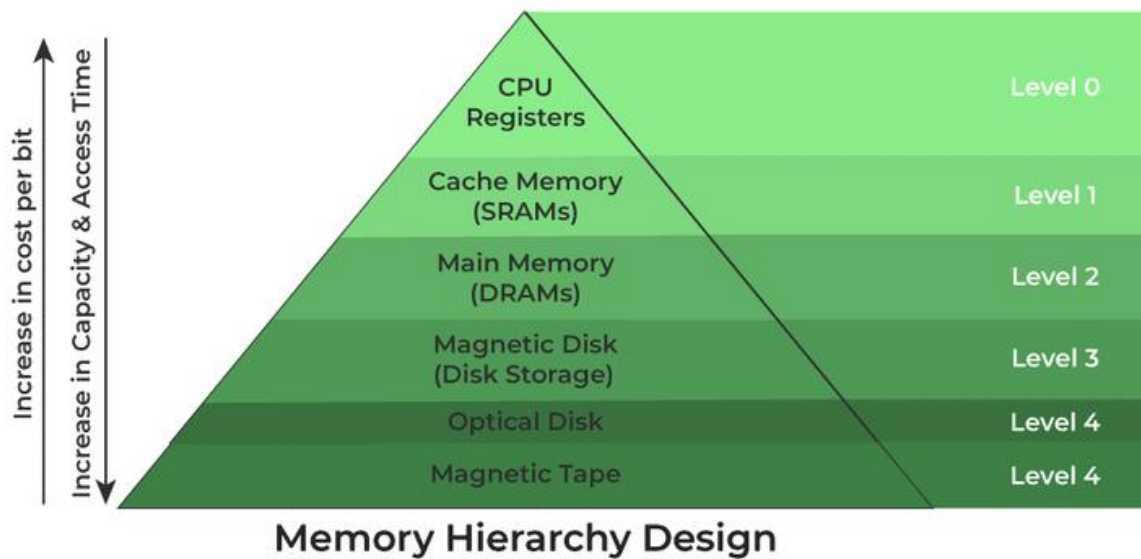 Increase in cost per bit
Increase in Capacity & Access Time
CPU
Registers
Level 0
Cache Memory
(SRAMs)
Level 1
Main Memory
(DRAMs)
Level 2
Magnetic Disk
(Disk Storage)
Level 3
Optical Disk
Level 4
Magnetic Tape
Level 4
Memory Hierarchy Design